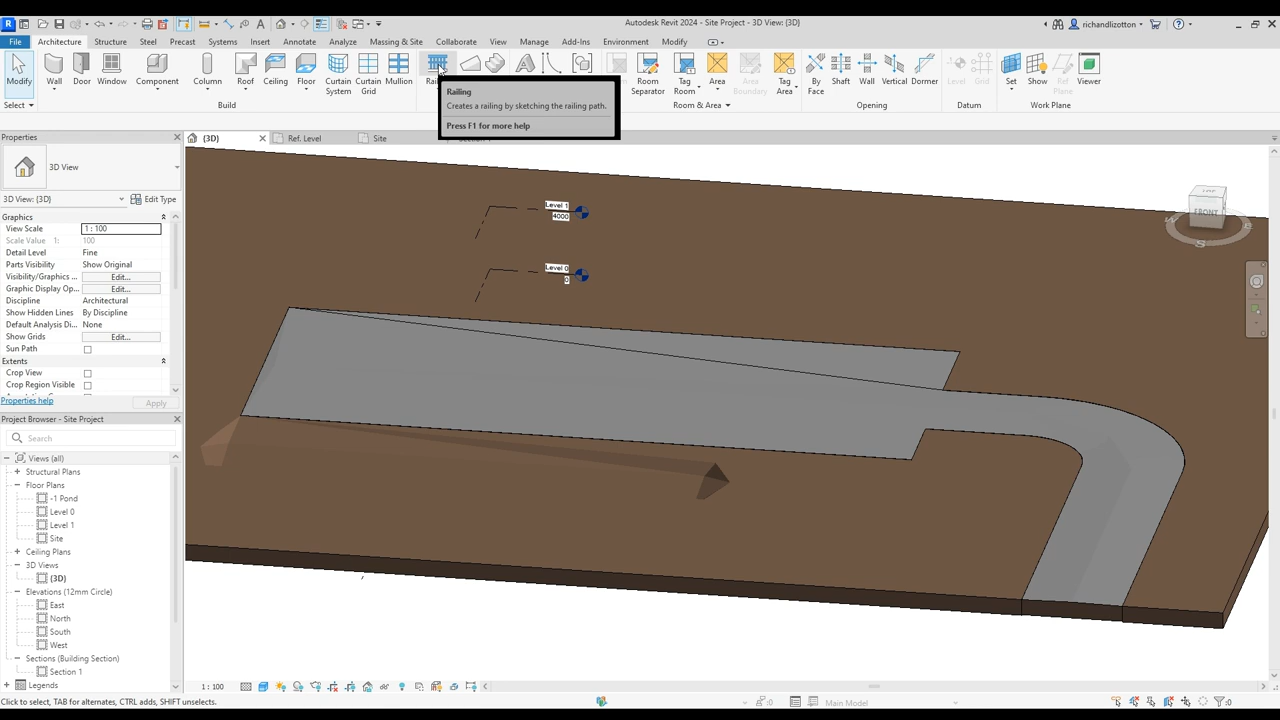 Autodesk Revit 2024 - Site Project - 3D View: {3D}
richandlizotton
File Architecture Structure Steel Precast Systems Insert Annotate Analyze Massing & Site Collaborate View Manage Add-Ins Environment Modify
Modify Wall Door Window Component Column Roof Ceiling Floor Curtain System Curtain Grid Mullion
Room Separator Tag Room Area Area Boundary Tag Area By Face Shaft Wall Vertical Dormer Level Grid Set Show Ref Plane Viewer
Select Build Room & Area Opening Datum Work Plane
Railing
Creates a railing by sketching the railing path.
Press F1 for more help
Properties
{3D} Ref. Level Site
3D View
3D View: {3D} Edit Type
Graphics
View Scale 1 : 100
Scale Value 1: 100
Detail Level Fine
Parts Visibility Show Original
Visibility/Graphics ... Edit...
Graphic Display Op... Edit...
Discipline Architectural
Show Hidden Lines By Discipline
Default Analysis Di... None
Show Grids Edit...
Sun Path
Extents
Crop View
Crop Region Visible
Properties help Apply
Project Browser - Site Project
Search
Views (all)
Structural Plans
Floor Plans
-1 Pond
Level 0
Level 1
Site
Ceiling Plans
3D Views
{3D}
Elevations (12mm Circle)
East
North
South
West
Sections (Building Section)
Section 1
Legends
Level 1
4000
Level 0
0
TOP
FRONT
S
1 : 100
Click to select, TAB for alternates, CTRL adds, SHIFT unselects.
:0 Main Model :0